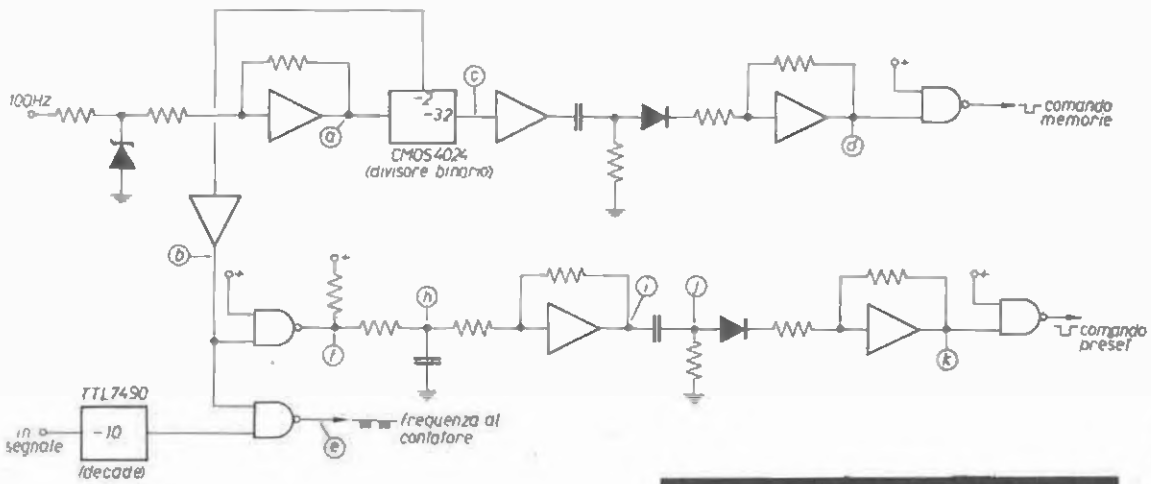 100Hz
a
-2
-32
CMOS4024
(divisore binario)
c
+
d
comando
memorie
b
+
+
f
h
i
j
k
+
comando
preset
TTL7490
in
segnale
-10
(decade)
e
frequenza al
contatore